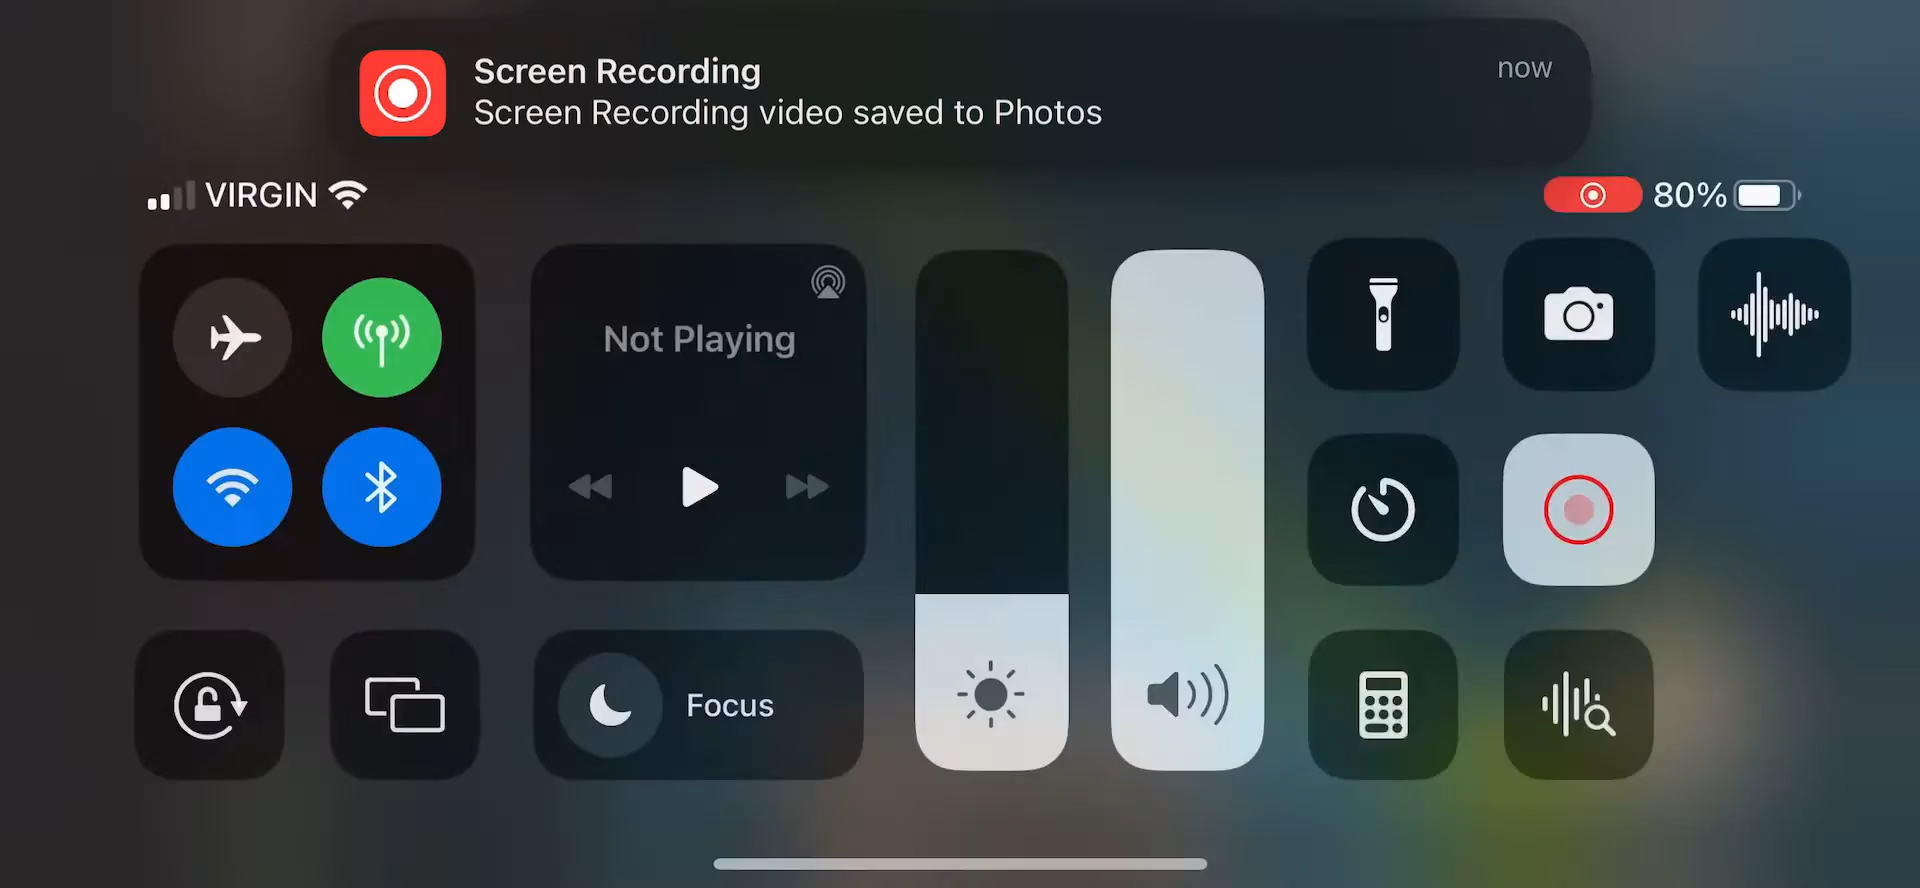 Screen Recording
now
Screen Recording video saved to Photos
VIRGIN
80%
Not Playing
Focus